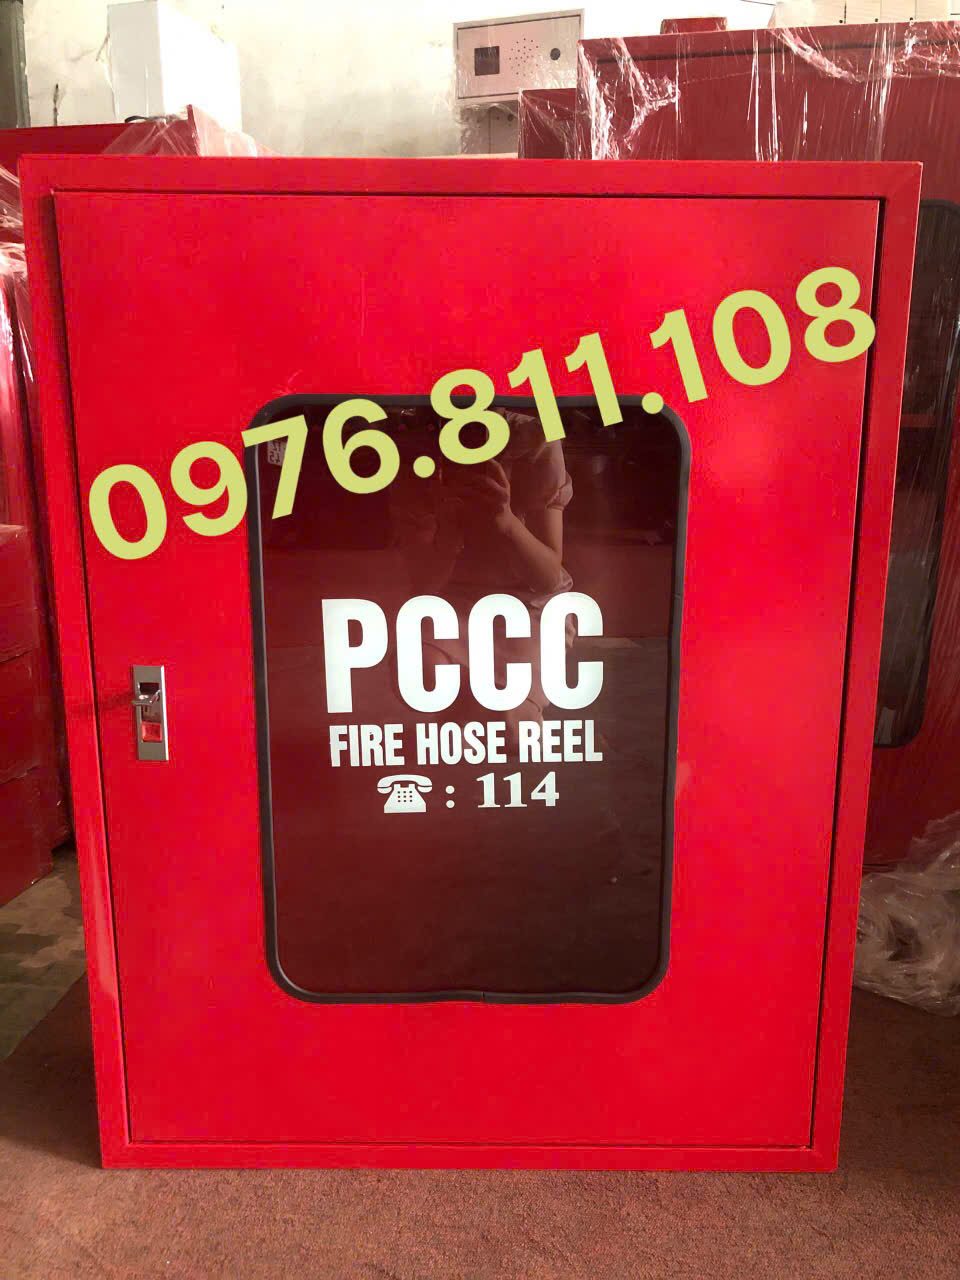 0976.811.108
PCCC
FIRE HOSE REEL
☎: 114